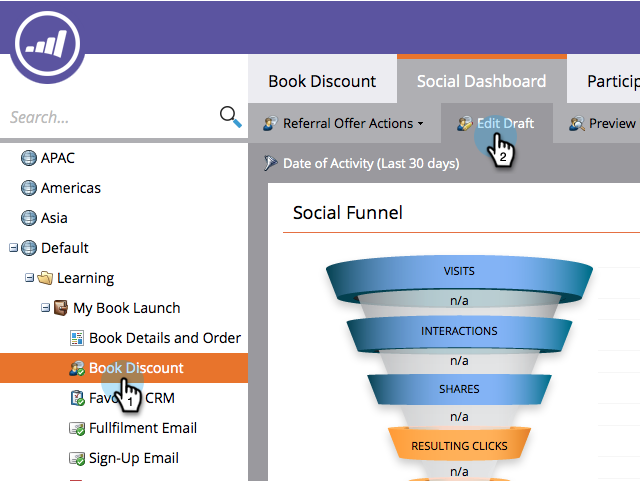 Book Discount
Social Dashboard
Particip
Search...
Referral Offer Actions
Edit Draft
Preview
2
Date of Activity (Last 30 days)
APAC
Americas
Asia
Default
Learning
My Book Launch
Book Details and Order
Book Discount
1
Favo CRM
Fullfilment Email
Sign-Up Email
Social Funnel
VISITS
n/a
INTERACTIONS
n/a
SHARES
n/a
RESULTING CLICKS
n/a